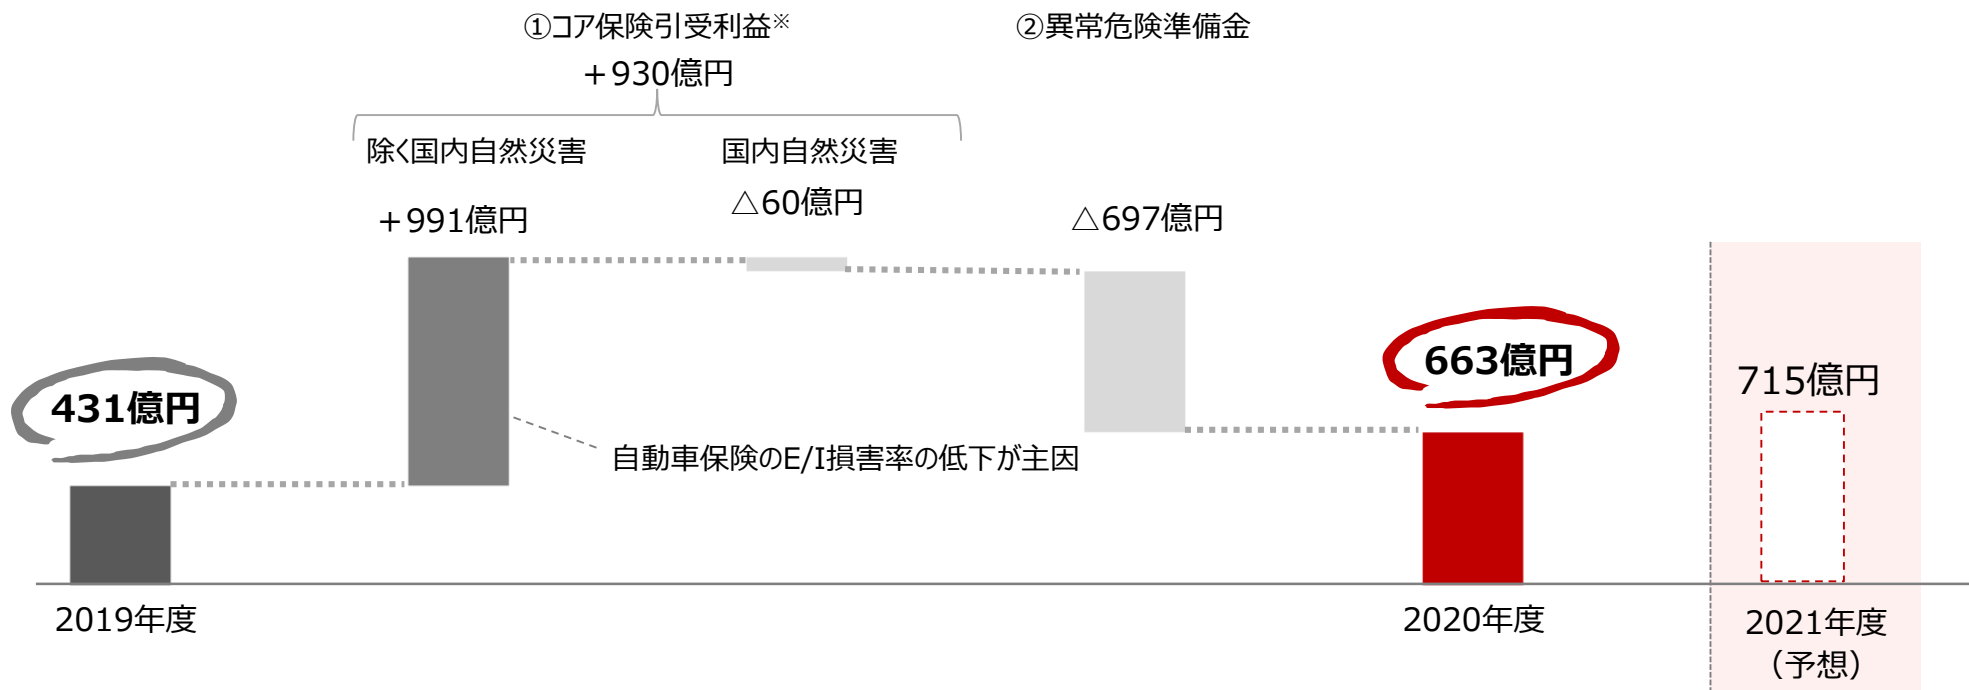 ①コア保険引受利益※
＋930億円
②異常危険準備金
除く国内自然災害
国内自然災害
＋991億円
△60億円
△697億円
431億円
663億円
715億円
自動車保険のE/I損害率の低下が主因
2019年度
2020年度
2021年度
（予想）